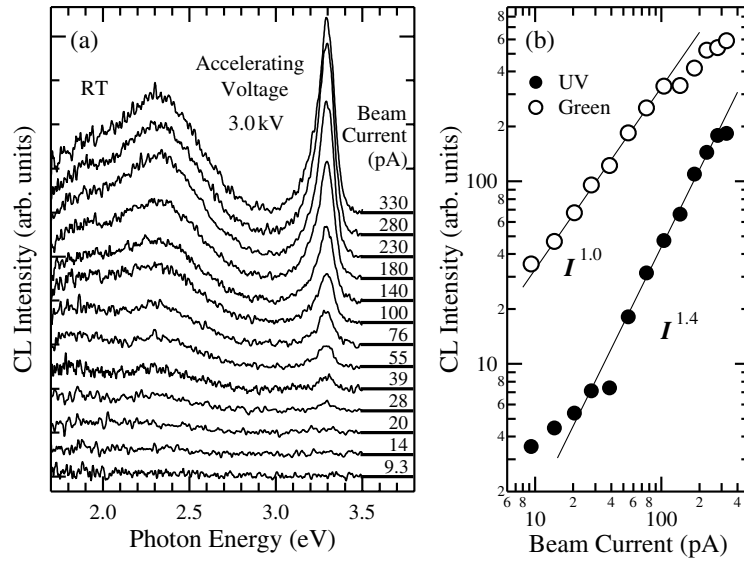 (a)
RT
Accelerating
Voltage
3.0 kV
Beam
Current
(pA)
330
280
230
180
140
100
76
55
39
28
20
14
9.3
CL Intensity (arb. units)
2.0 2.5 3.0 3.5
Photon Energy (eV)
(b)
UV
Green
I 1.0
I 1.4
CL Intensity (arb. units)
8
6
4
2
100
8
6
4
2
10
8
6
4
2
6 8 10 2 4 6 8 100 2 4
Beam Current (pA)